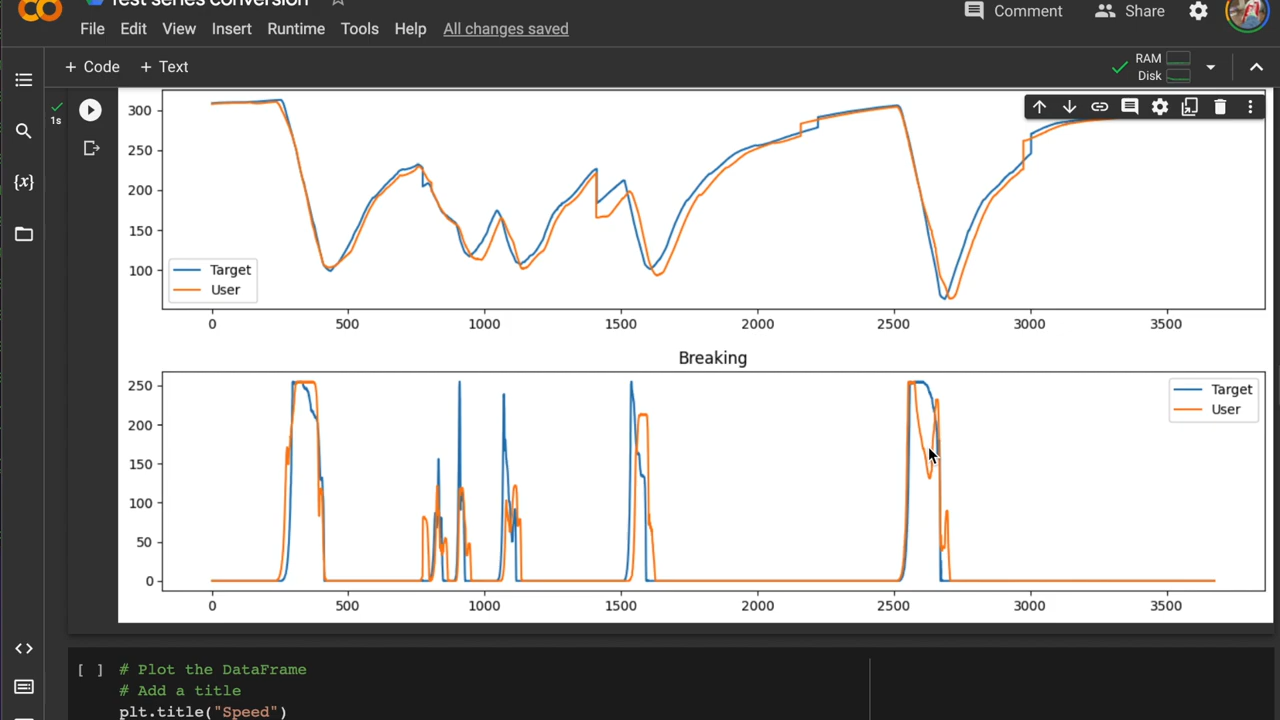 Test series conversion
Comment
Share
File Edit View Insert Runtime Tools Help All changes saved
+ Code + Text
RAM
Disk
1s
300
250
200
150
100
Target
User
0 500 1000 1500 2000 2500 3000 3500
Breaking
250
200
150
100
50
0
Target
User
0 500 1000 1500 2000 2500 3000 3500
{x}
[ ] # Plot the DataFrame
# Add a title
plt.title("Speed")